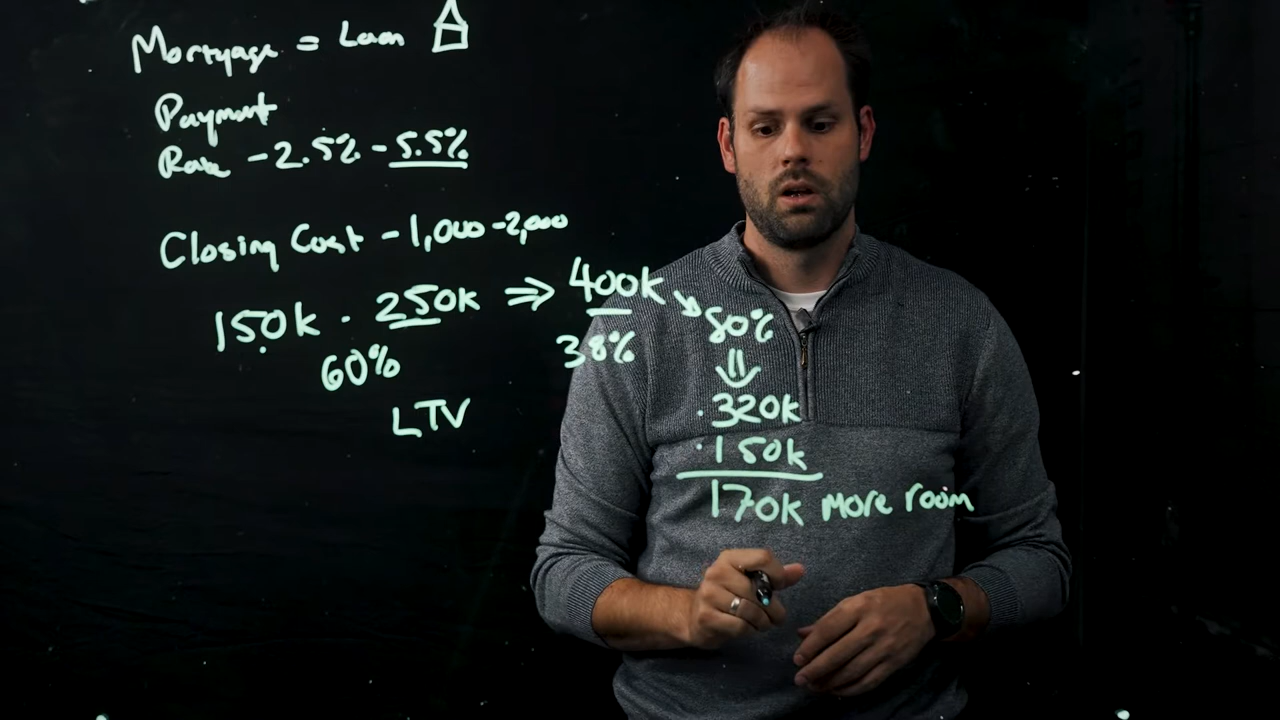 Mortgage = Loan
Payment
Rate - 2.5% - 5.5%
Closing Cost - 1,000 - 2,000
150k · 250k ⇒ 400k ↘ 80%
60% 38% ⇓
LTV ·320k
·150k
170k more room